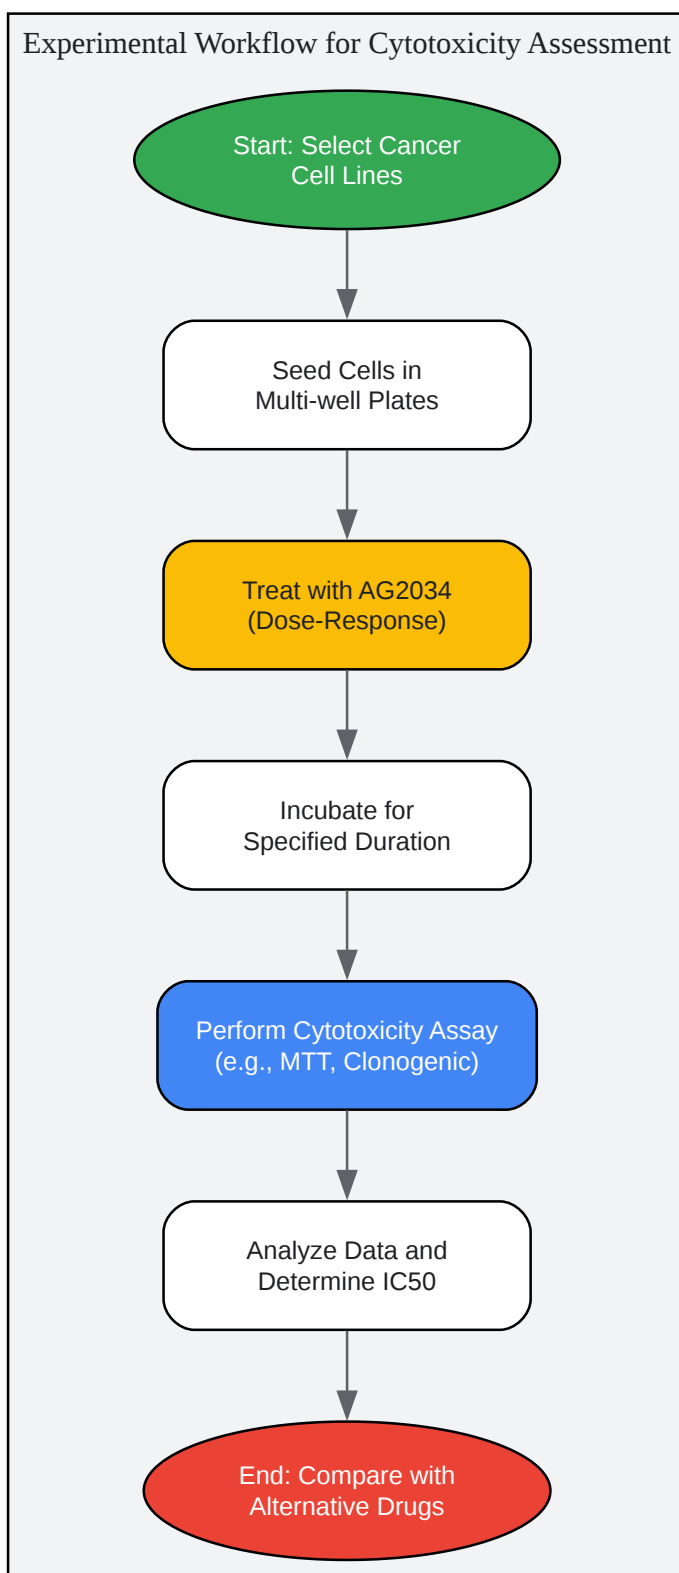 Experimental Workflow for Cytotoxicity Assessment
Start: Select Cancer
Cell Lines
Seed Cells in
Multi-well Plates
Treat with AG2034
(Dose-Response)
Incubate for
Specified Duration
Perform Cytotoxicity Assay
(e.g., MTT, Clonogenic)
Analyze Data and
Determine IC50
End: Compare with
Alternative Drugs